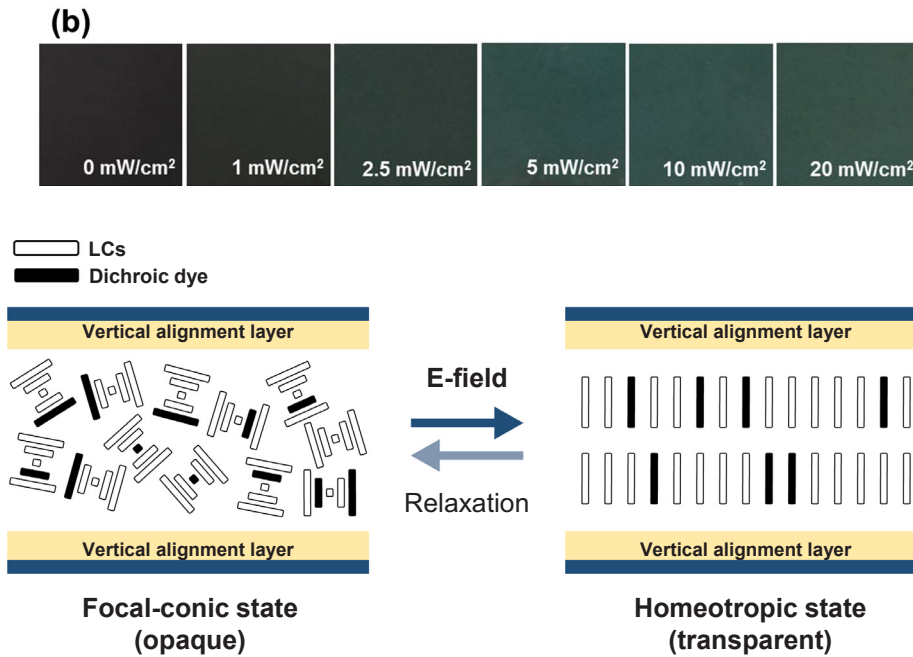 (b)
0 mW/cm²
1 mW/cm²
2.5 mW/cm²
5 mW/cm²
10 mW/cm²
20 mW/cm²
LCs
Dichroic dye
Vertical alignment layer
Vertical alignment layer
E-field
Relaxation
Vertical alignment layer
Vertical alignment layer
Focal-conic state
(opaque)
Homeotropic state
(transparent)